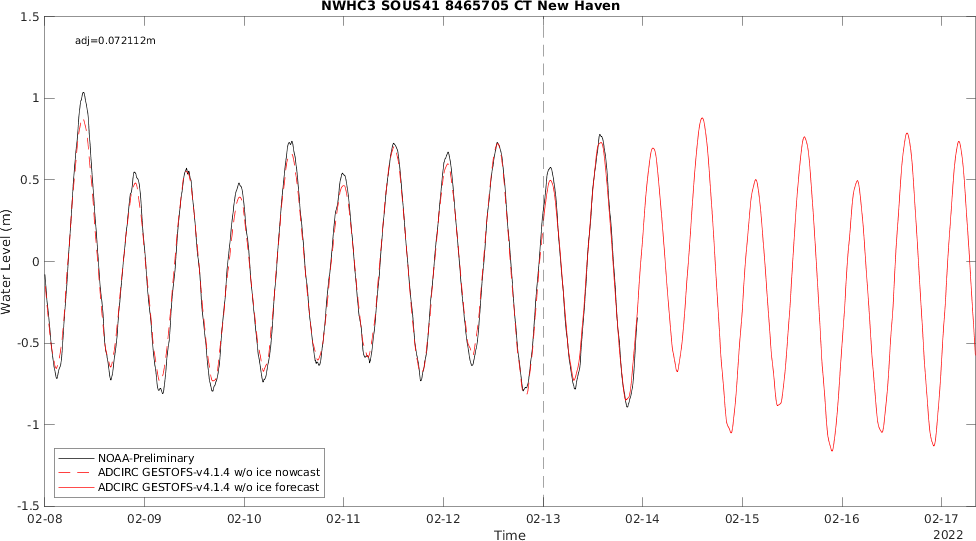 NWHC3 SOUS41 8465705 CT New Haven
adj=0.072112m
1.5
1
0.5
0
-0.5
-1
-1.5
Water Level (m)
NOAA-Preliminary
ADCIRC GESTOFS-v4.1.4 w/o ice nowcast
ADCIRC GESTOFS-v4.1.4 w/o ice forecast
02-08 02-09 02-10 02-11 02-12 02-13 02-14 02-15 02-16 02-17
Time
2022